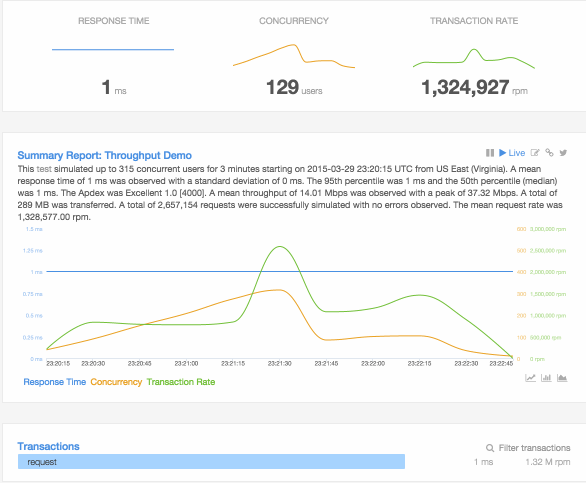 RESPONSE TIME CONCURRENCY TRANSACTION RATE
1 ms 129 users 1,324,927 rpm
Summary Report: Throughput Demo Live
This test simulated up to 315 concurrent users for 3 minutes starting on 2015-03-29 23:20:15 UTC from US East (Virginia). A mean
response time of 1 ms was observed with a standard deviation of 0 ms. The 95th percentile was 1 ms and the 50th percentile (median)
was 1 ms. The Apdex was Excellent 1.0 [4000]. A mean throughput of 14.01 Mbps was observed with a peak of 37.32 Mbps. A total of
289 MB was transferred. A total of 2,657,154 requests were successfully simulated with no errors observed. The mean request rate was
1,328,577.00 rpm.
1.5 ms 600 3,000,000 rpm
1.25 ms 500 2,500,000 rpm
1 ms 400 2,000,000 rpm
0.75 ms 300 1,500,000 rpm
0.5 ms 200 1,000,000 rpm
0.25 ms 100 500,000 rpm
0 ms 0 0 rpm
23:20:15 23:20:30 23:20:45 23:21:00 23:21:15 23:21:30 23:21:45 23:22:00 23:22:15 23:22:30 23:22:45
Response Time Concurrency Transaction Rate
Transactions Filter transactions
request 1 ms 1.32 M rpm